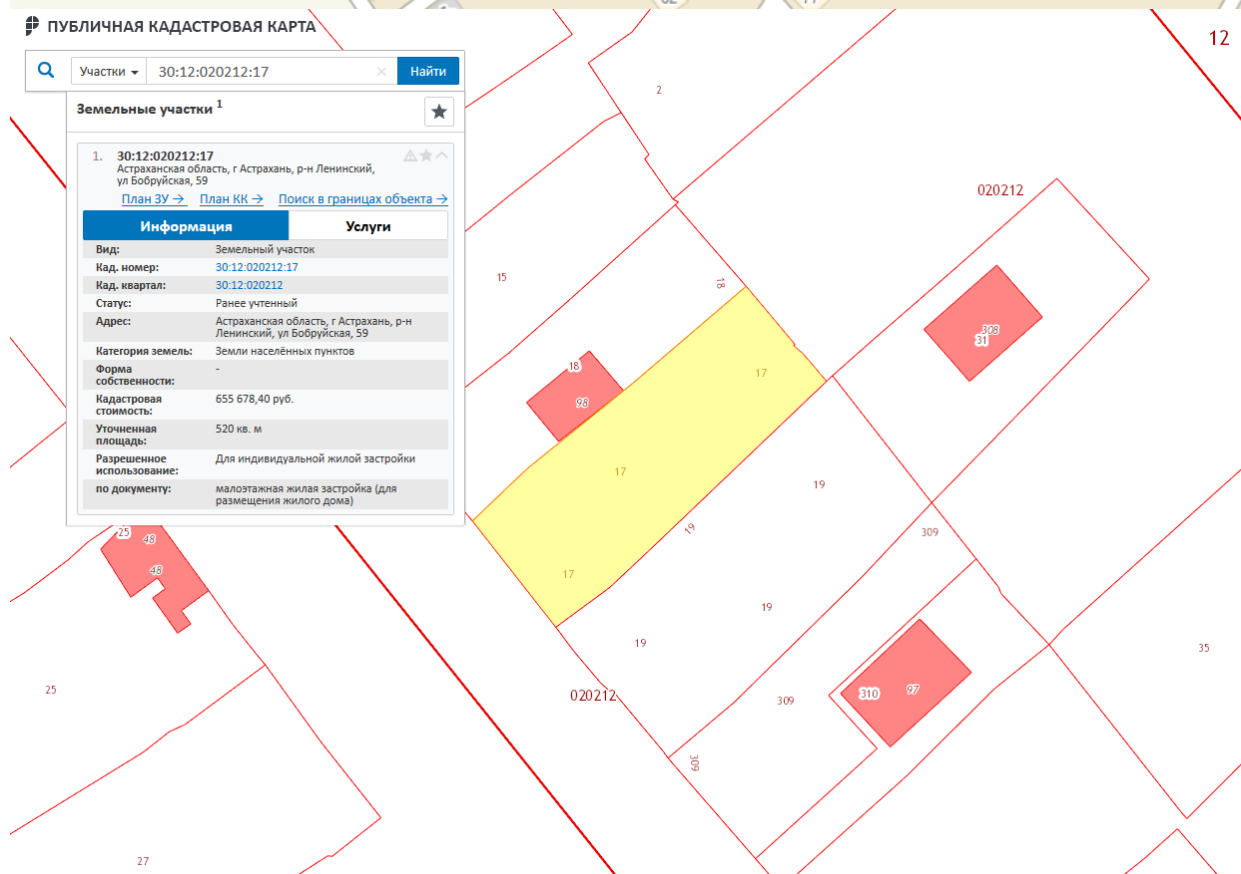 ПУБЛИЧНАЯ КАДАСТРОВАЯ КАРТА
Участки 30:12:020212:17 Найти
Земельные участки 1
1. 30:12:020212:17
Астраханская область, г Астрахань, р-н Ленинский,
ул Бобруйская, 59
План ЗУ → План КК → Поиск в границах объекта →
Информация Услуги
Вид: Земельный участок
Кад. номер: 30:12:020212:17
Кад. квартал: 30:12:020212
Статус: Ранее учтенный
Адрес: Астраханская область, г Астрахань, р-н
Ленинский, ул Бобруйская, 59
Категория земель: Земли населённых пунктов
Форма
собственности: -
Кадастровая
стоимость: 655 678,40 руб.
Уточненная
площадь: 520 кв. м
Разрешенное
использование: Для индивидуальной жилой застройки
по документу: малоэтажная жилая застройка (для
размещения жилого дома)
12
2
020212
15
18
308
31
18
98
17
17
19
19
309
25
48
48
17
19
19
35
25
310
97
020212
309
309
27